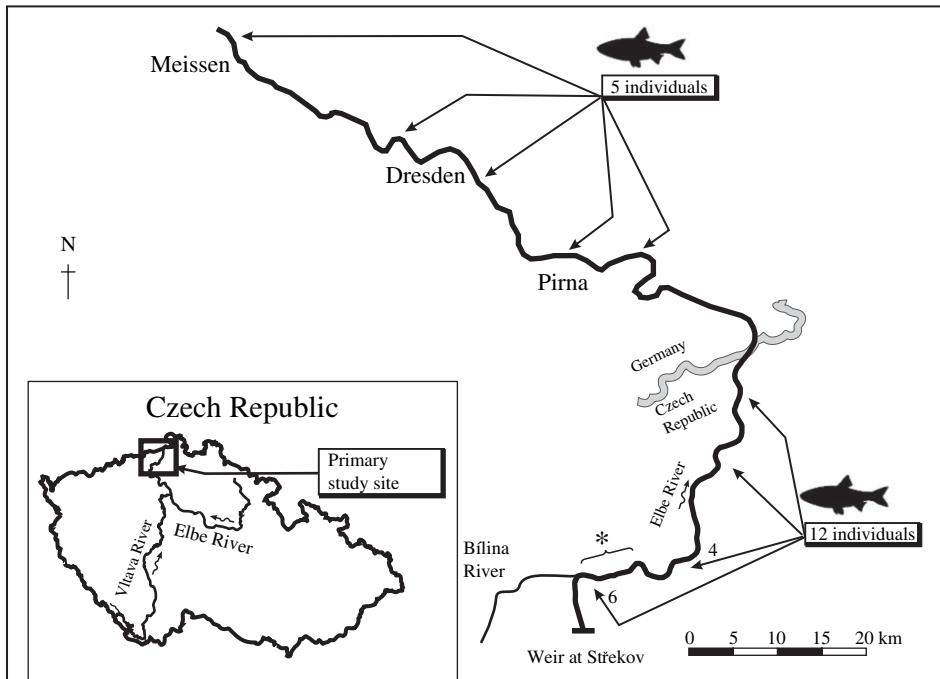 Meissen
5 individuals
Dresden
N
Pirna
Germany
Czech
Republic
Czech Republic
Primary
study site
Elbe River
Vltava River
Elbe River
12 individuals
4
*
Bílina
River
6
Weir at Střekov
0 5 10 15 20 km